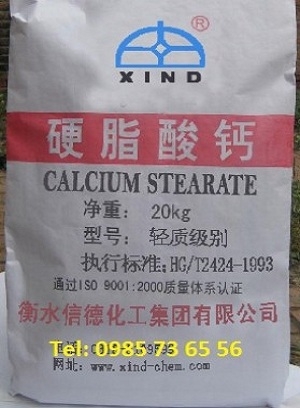 XIND
硬脂酸钙
CALCIUM STEARATE
净重： 20kg
型号： 轻质级别
执行标准：HG/T2424-1993
通过ISO 9001:2000质量体系认证
衡水信德化工集团有限公司
Tel: 0985 93 65 56
网址：www.xind-chem.com